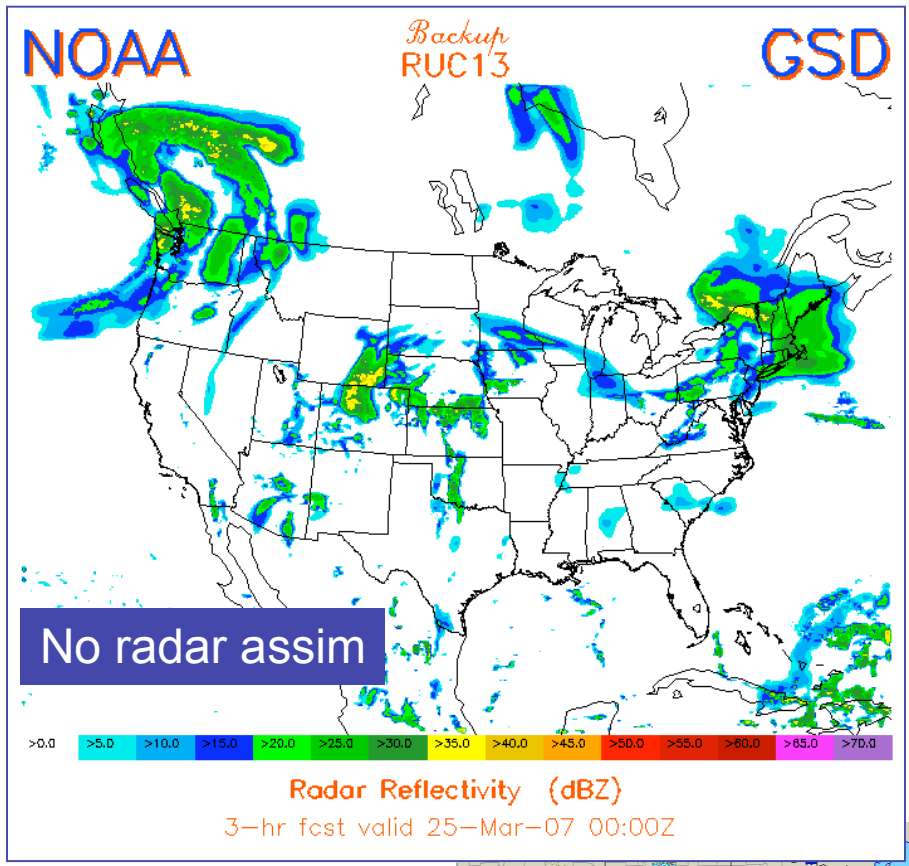 NOAA Backup GSD
RUC13
No radar assim
>0.0 >5.0 >10.0 >15.0 >20.0 >25.0 >30.0 >35.0 >40.0 >45.0 >50.0 >55.0 >60.0 >65.0 >70.0
Radar Reflectivity (dBZ)
3-hr fcst valid 25-Mar-07 00:00Z